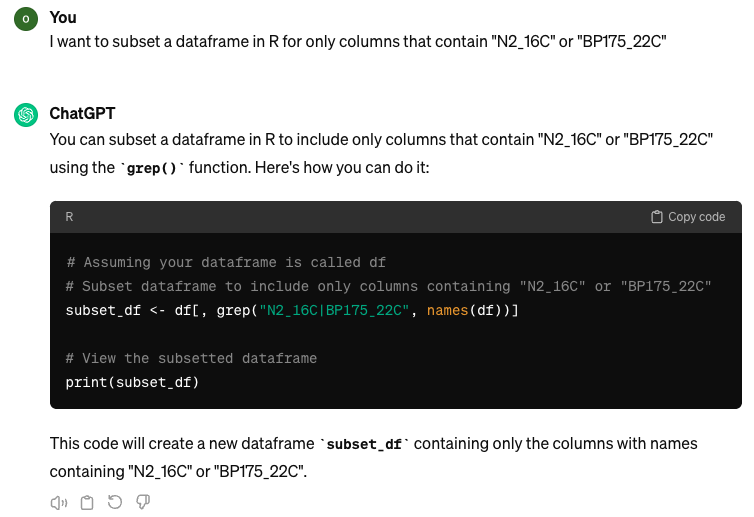 O
You
I want to subset a dataframe in R for only columns that contain "N2_16C" or "BP175_22C"
ChatGPT
You can subset a dataframe in R to include only columns that contain "N2_16C" or "BP175_22C"
using the `grep()` function. Here's how you can do it:
R
Copy code
# Assuming your dataframe is called df
# Subset dataframe to include only columns containing "N2_16C" or "BP175_22C"
subset_df <- df[, grep("N2_16C|BP175_22C", names(df))]
# View the subsetted dataframe
print(subset_df)
This code will create a new dataframe `subset_df` containing only the columns with names
containing "N2_16C" or "BP175_22C".